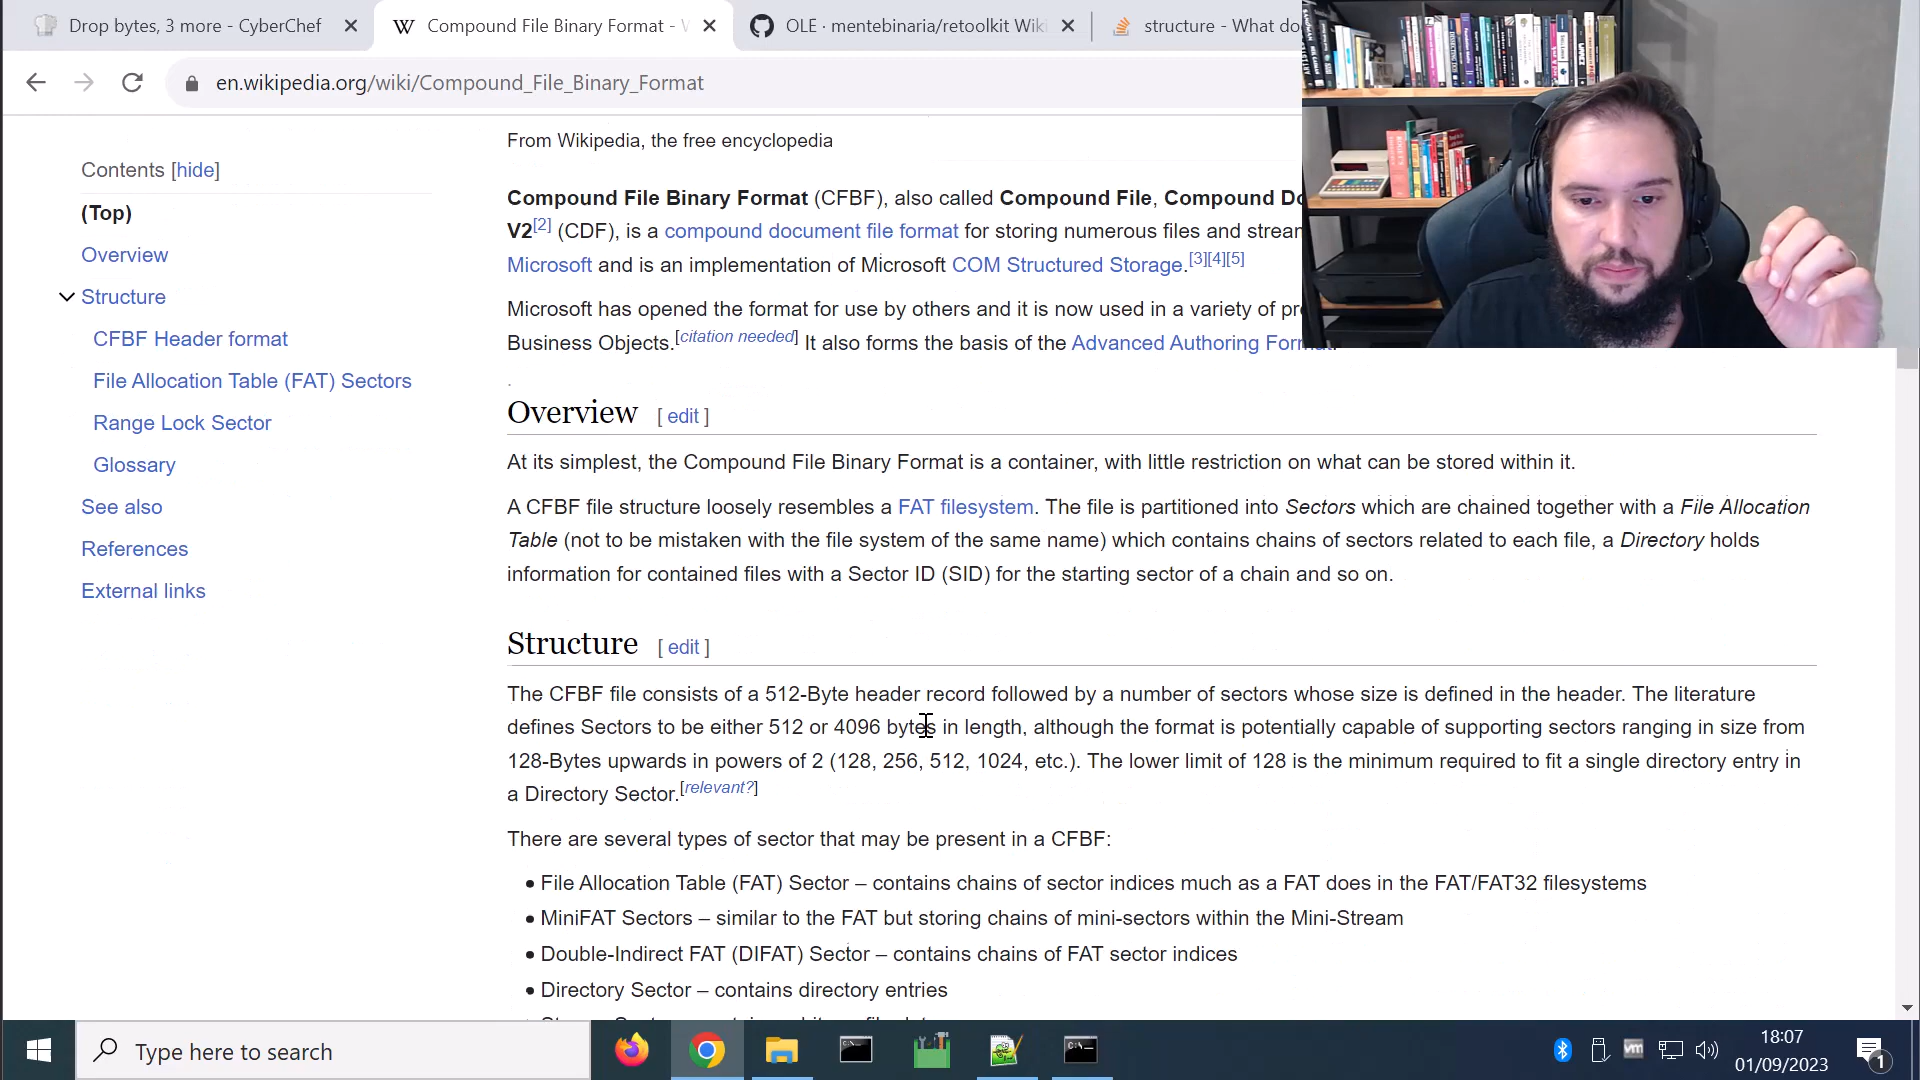 Drop bytes, 3 more - CyberChef
Compound File Binary Format -
OLE · mentebinaria/retoolkit Wiki
structure - What do
en.wikipedia.org/wiki/Compound_File_Binary_Format
From Wikipedia, the free encyclopedia
Contents [hide]
(Top)
Overview
Structure
CFBF Header format
File Allocation Table (FAT) Sectors
Range Lock Sector
Glossary
See also
References
External links
Compound File Binary Format (CFBF), also called Compound File, Compound Do
V2[2] (CDF), is a compound document file format for storing numerous files and strean
Microsoft and is an implementation of Microsoft COM Structured Storage.[3][4][5]
Microsoft has opened the format for use by others and it is now used in a variety of pr
Business Objects.[citation needed] It also forms the basis of the Advanced Authoring Format.
Overview [ edit ]
At its simplest, the Compound File Binary Format is a container, with little restriction on what can be stored within it.
A CFBF file structure loosely resembles a FAT filesystem. The file is partitioned into Sectors which are chained together with a File Allocation
Table (not to be mistaken with the file system of the same name) which contains chains of sectors related to each file, a Directory holds
information for contained files with a Sector ID (SID) for the starting sector of a chain and so on.
Structure [ edit ]
The CFBF file consists of a 512-Byte header record followed by a number of sectors whose size is defined in the header. The literature
defines Sectors to be either 512 or 4096 bytes in length, although the format is potentially capable of supporting sectors ranging in size from
128-Bytes upwards in powers of 2 (128, 256, 512, 1024, etc.). The lower limit of 128 is the minimum required to fit a single directory entry in
a Directory Sector.[relevant?]
There are several types of sector that may be present in a CFBF:
• File Allocation Table (FAT) Sector – contains chains of sector indices much as a FAT does in the FAT/FAT32 filesystems
• MiniFAT Sectors – similar to the FAT but storing chains of mini-sectors within the Mini-Stream
• Double-Indirect FAT (DIFAT) Sector – contains chains of FAT sector indices
• Directory Sector – contains directory entries
Type here to search
vm
18:07
01/09/2023
1